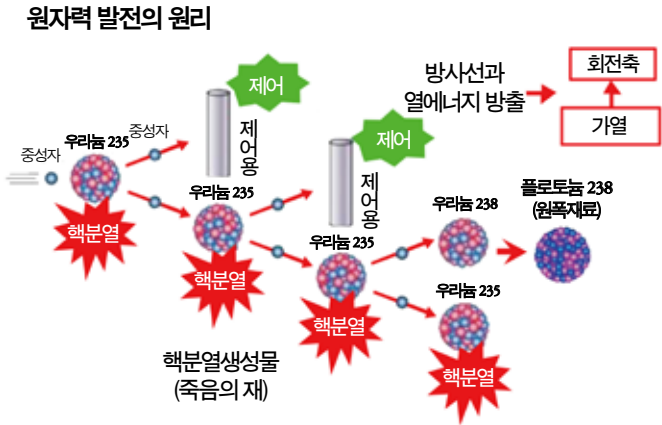 원자력 발전의 원리
제어
방사선과
열에너지 방출
회전축
가열
중성자
우라늄 235
중성자
제어용
제어
우라늄 235
제어용
핵분열
우라늄 235
우라늄 238
플로토늄 238
(원폭재료)
핵분열
우라늄 235
핵분열
핵분열생성물
(죽음의 재)
핵분열